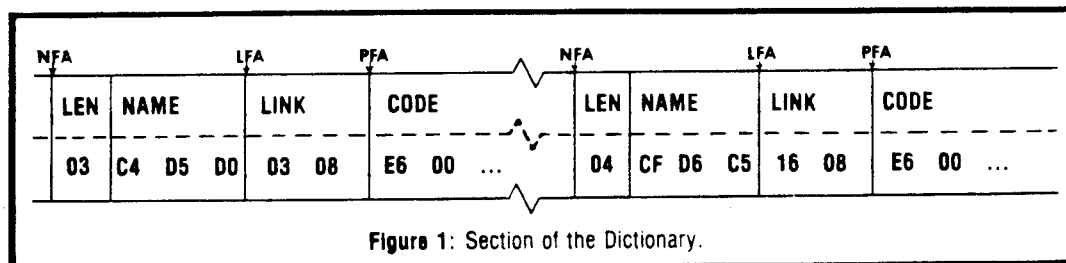 NFA LFA PFA NFA LFA PFA
LEN NAME LINK CODE LEN NAME LINK CODE
03 C4 D5 D0 03 08 E6 00 ... 04 CF D6 C5 16 08 E6 00 ...
Figure 1: Section of the Dictionary.